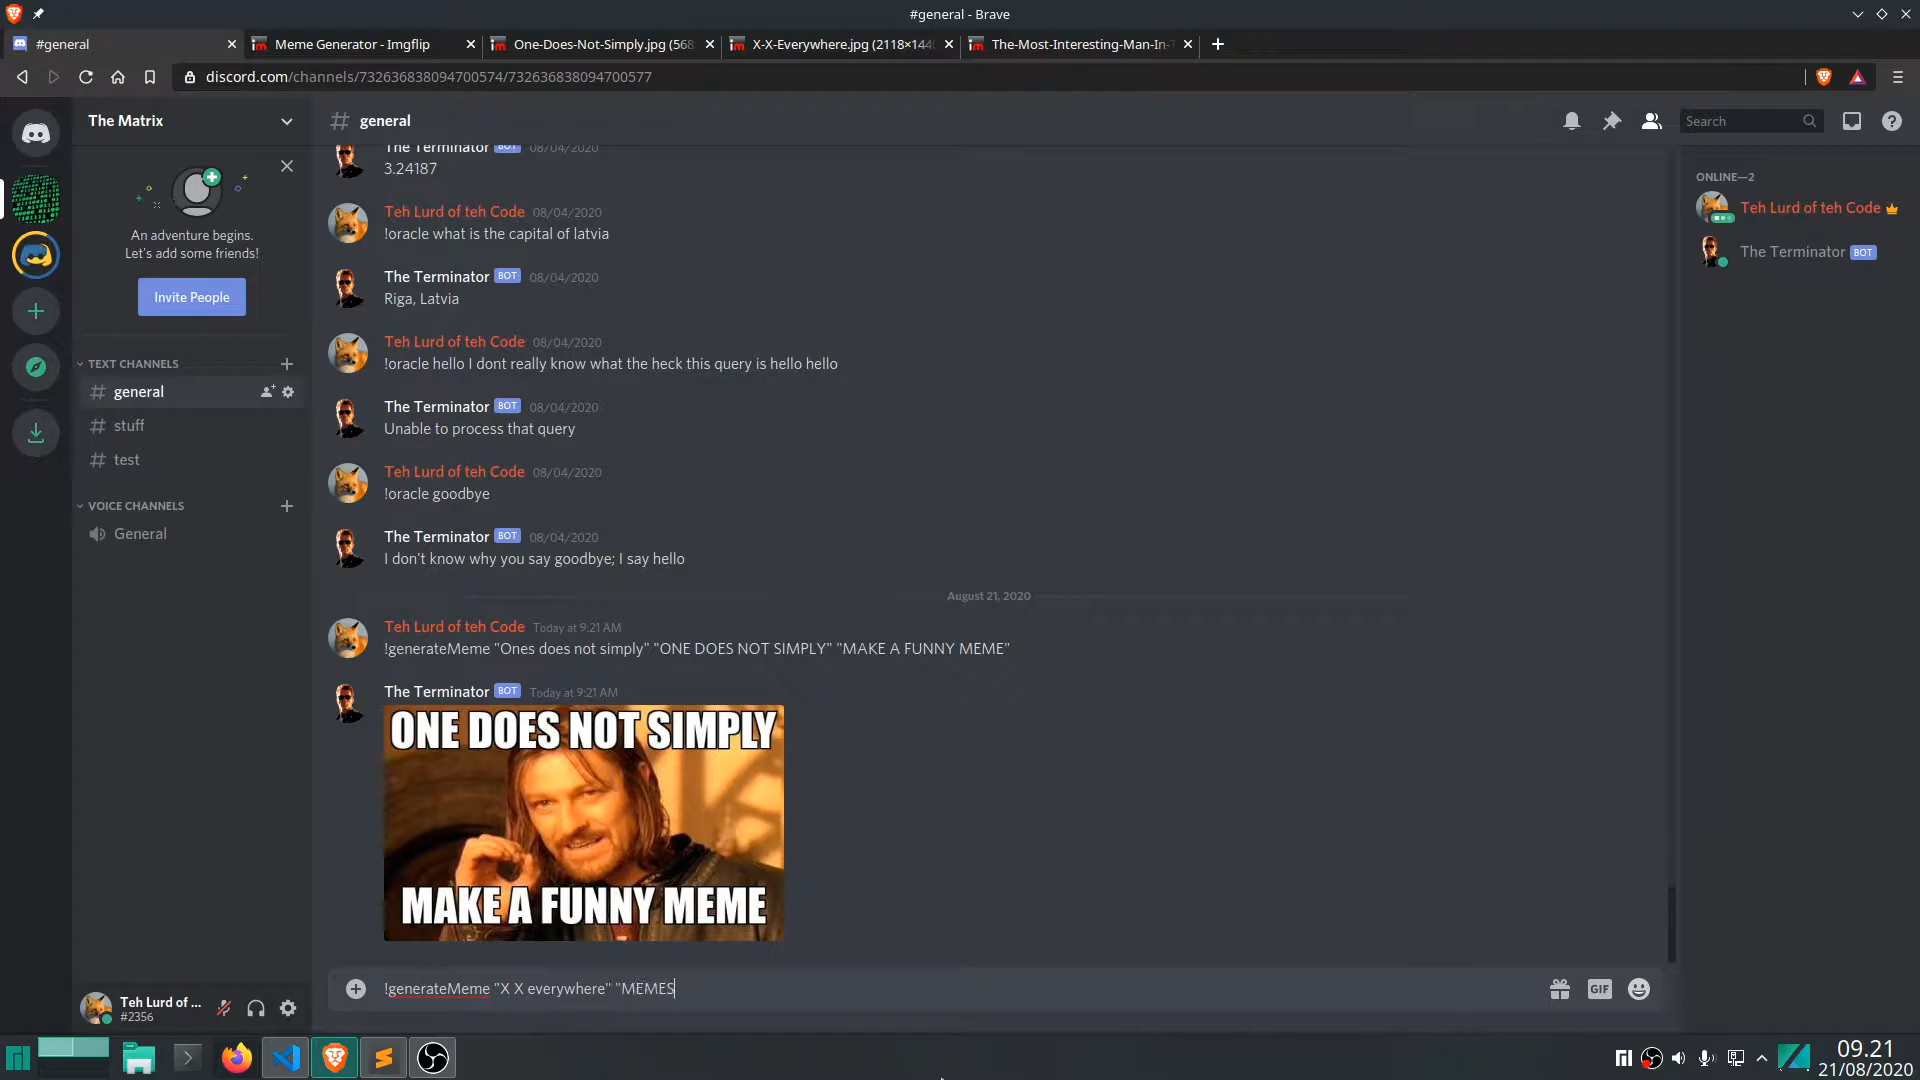 #general - Brave
#general
Meme Generator - Imgflip
One-Does-Not-Simply.jpg (568
X-X-Everywhere.jpg (2118×144
The-Most-Interesting-Man-In-
discord.com/channels/732636838094700574/732636838094700577
The Matrix
general
Search
An adventure begins.
Let's add some friends!
Invite People
TEXT CHANNELS
general
stuff
test
VOICE CHANNELS
General
The Terminator BOT 08/04/2020
3.24187
Teh Lurd of teh Code 08/04/2020
!oracle what is the capital of latvia
The Terminator BOT 08/04/2020
Riga, Latvia
Teh Lurd of teh Code 08/04/2020
!oracle hello I dont really know what the heck this query is hello hello
The Terminator BOT 08/04/2020
Unable to process that query
Teh Lurd of teh Code 08/04/2020
!oracle goodbye
The Terminator BOT 08/04/2020
I don't know why you say goodbye; I say hello
August 21, 2020
Teh Lurd of teh Code Today at 9:21 AM
!generateMeme "Ones does not simply" "ONE DOES NOT SIMPLY" "MAKE A FUNNY MEME"
The Terminator BOT Today at 9:21 AM
ONE DOES NOT SIMPLY
MAKE A FUNNY MEME
!generateMeme "X X everywhere" "MEMES
GIF
ONLINE—2
Teh Lurd of teh Code
The Terminator BOT
Teh Lurd of ...
#2356
09.21
21/08/2020